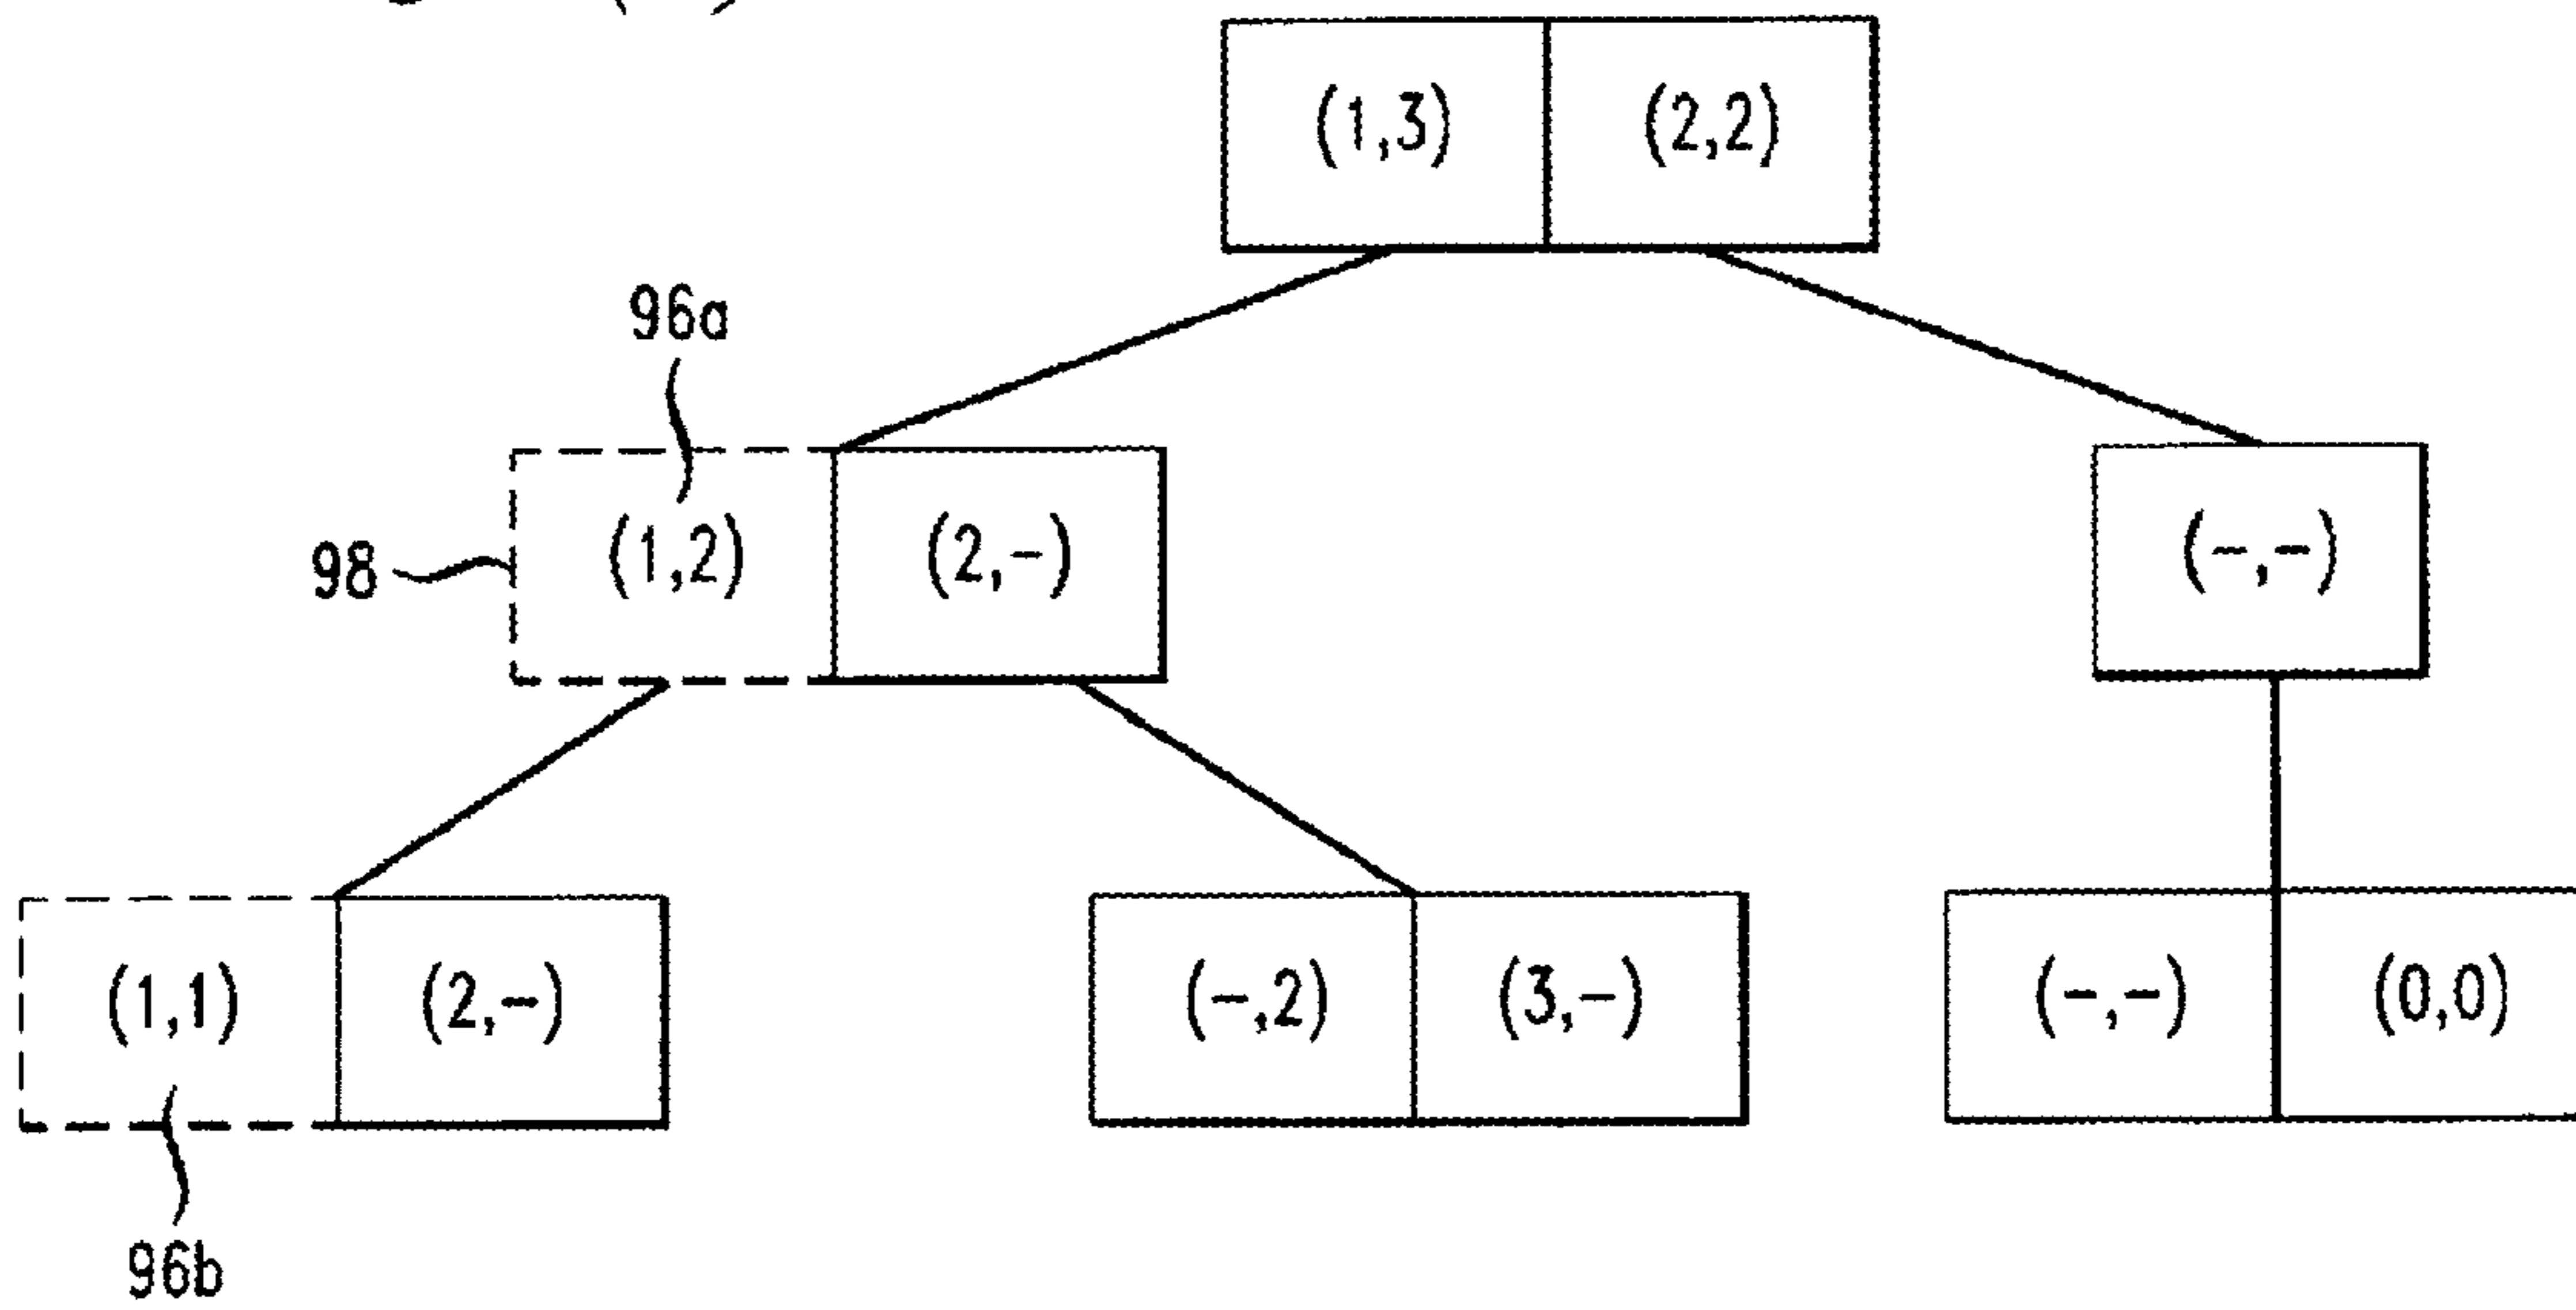 (1,3) (2,2)
96a
98 (1,2) (2,-) (-,-)
(1,1) (2,-) (-,2) (3,-) (-,-) (0,0)
96b